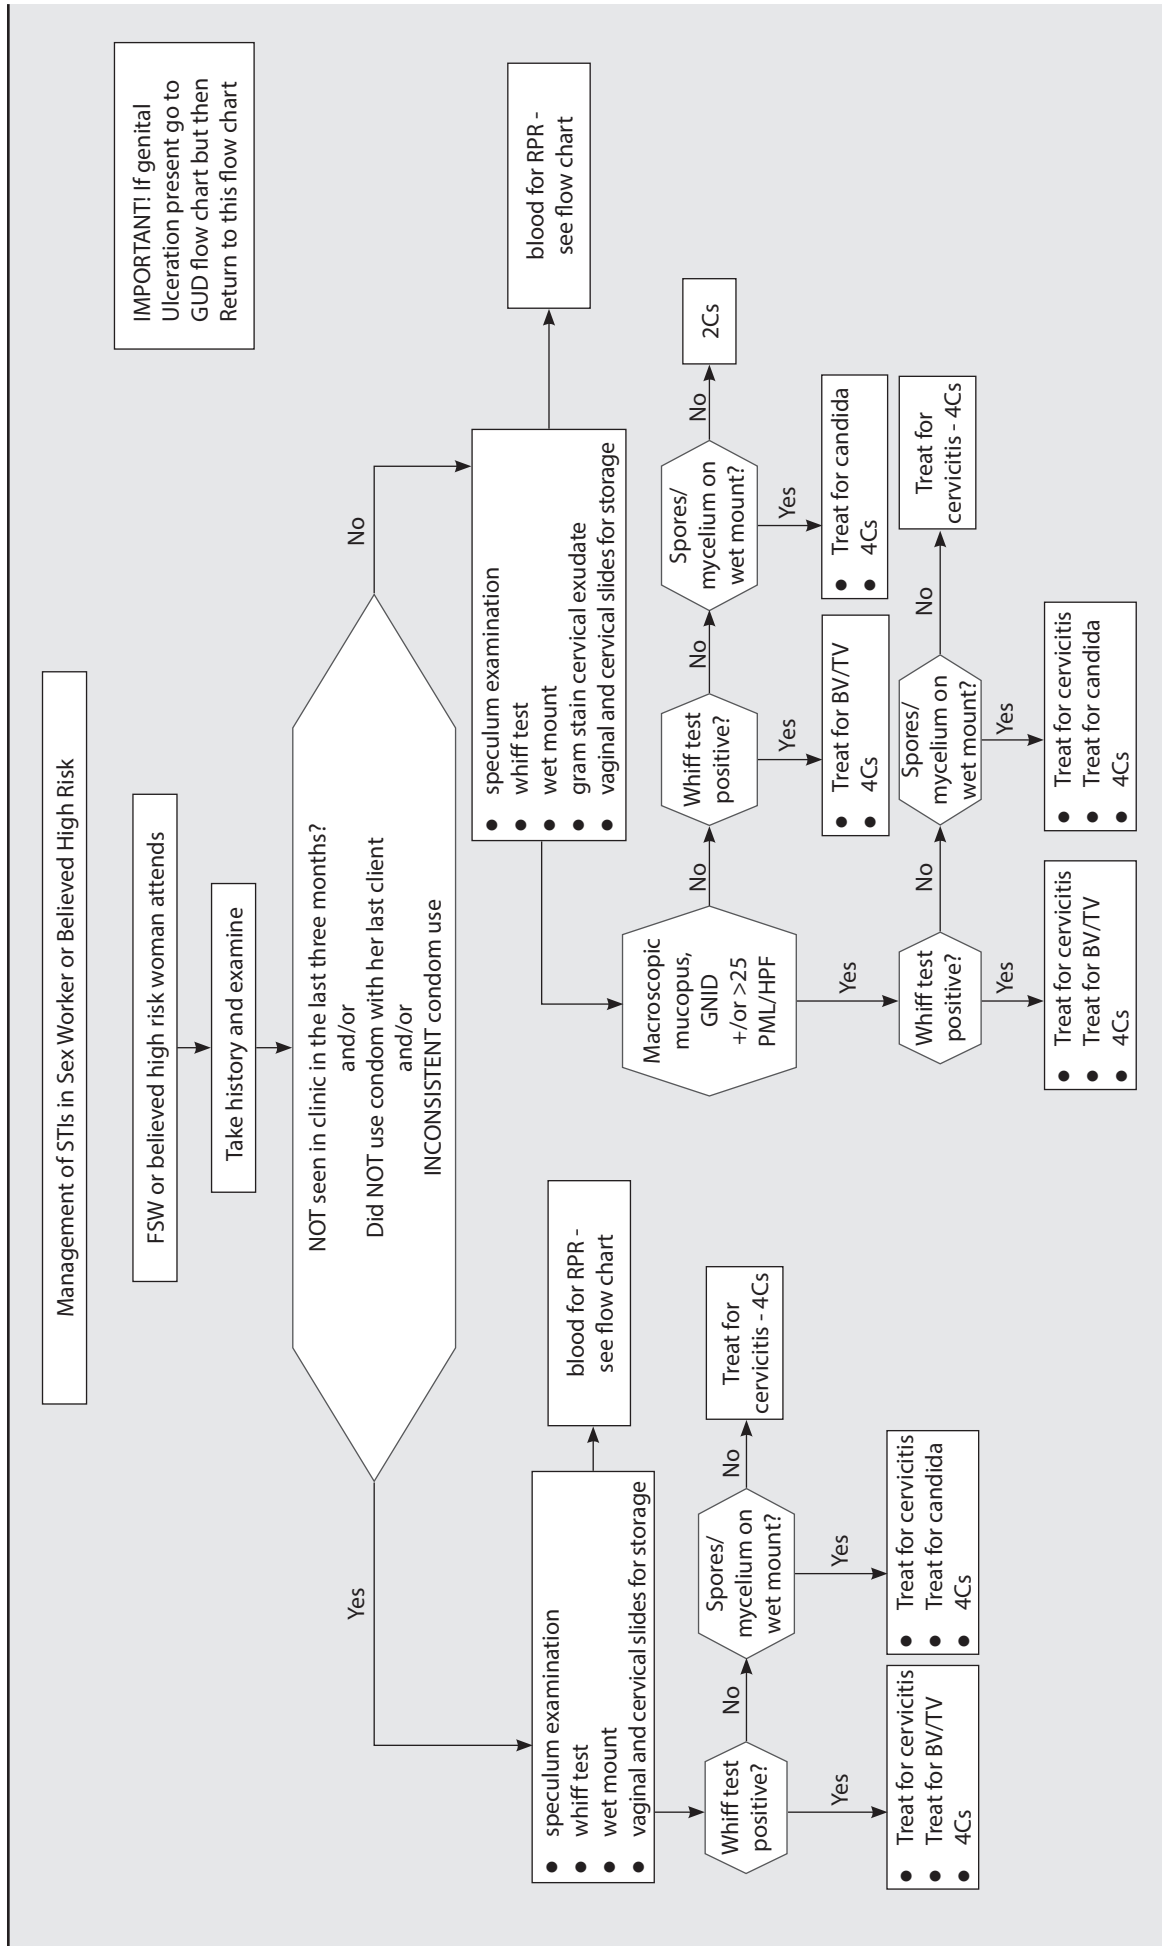 Management of STIs in Sex Worker or Believed High Risk
IMPORTANT! If genital
Ulceration present go to
GUD flow chart but then
Return to this flow chart
FSW or believed high risk woman attends
Take history and examine
NOT seen in clinic in the last three months?
and/or
Did NOT use condom with her last client
and/or
INCONSISTENT condom use
Yes
No
● speculum examination
● whiff test
● wet mount
● vaginal and cervical slides for storage
blood for RPR -
see flow chart
Whiff test
positive?
No
Spores/
mycelium on
wet mount?
No
Treat for
cervicitis - 4Cs
Yes
● Treat for cervicitis
● Treat for BV/TV
● 4Cs
Yes
● Treat for cervicitis
● Treat for candida
● 4Cs
● speculum examination
● whiff test
● wet mount
● gram stain cervical exudate
● vaginal and cervical slides for storage
blood for RPR -
see flow chart
Macroscopic
mucopus,
GNID
+/or >25
PML/HPF
No
Whiff test
positive?
No
Spores/
mycelium on
wet mount?
No
2Cs
Yes
● Treat for BV/TV
● 4Cs
Yes
● Treat for candida
● 4Cs
Yes
Whiff test
positive?
No
Spores/
mycelium on
wet mount?
No
Treat for
cervicitis - 4Cs
Yes
● Treat for cervicitis
● Treat for BV/TV
● 4Cs
Yes
● Treat for cervicitis
● Treat for candida
● 4Cs